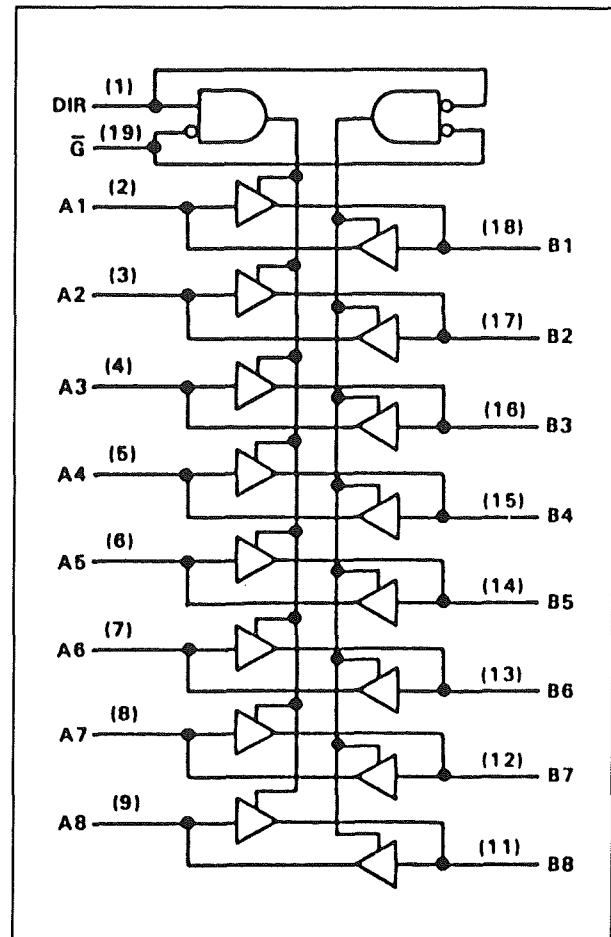 DIR (1)
G̅ (19)
A1 (2)
(18) B1
A2 (3)
(17) B2
A3 (4)
(16) B3
A4 (5)
(15) B4
A5 (6)
(14) B5
A6 (7)
(13) B6
A7 (8)
(12) B7
A8 (9)
(11) B8